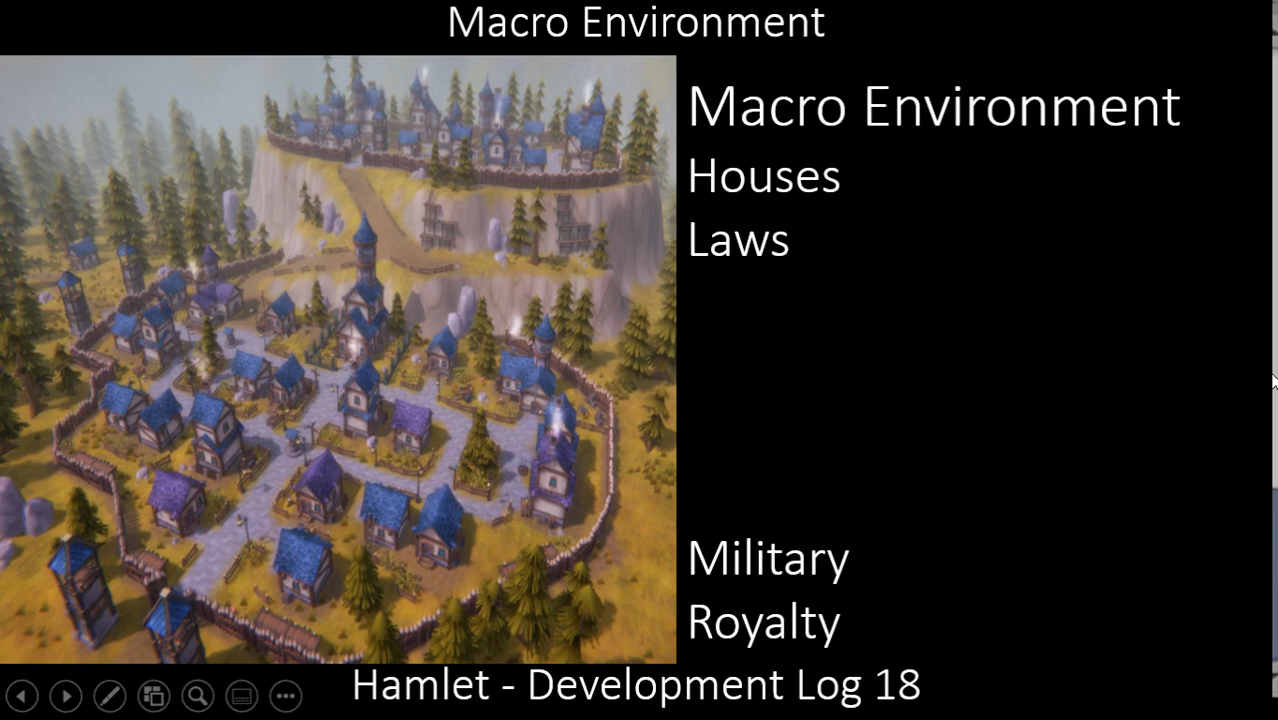 Macro Environment
Macro Environment
Houses
Laws
Military
Royalty
Hamlet - Development Log 18